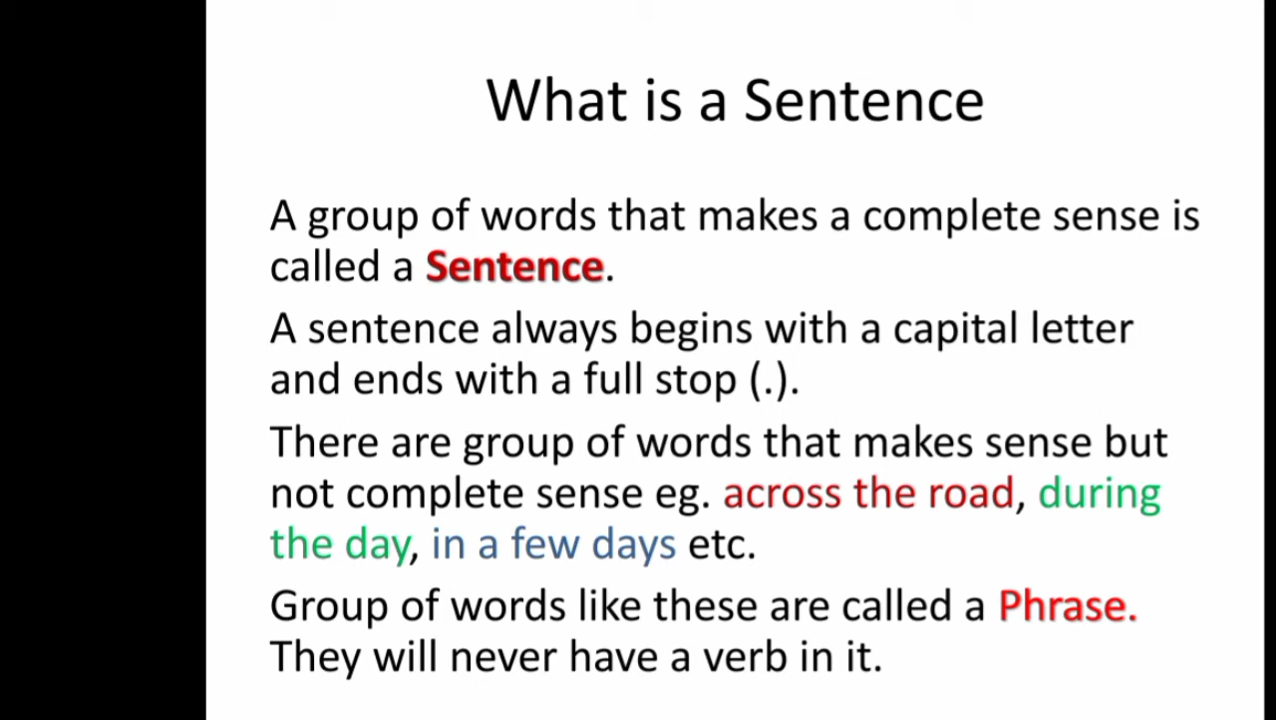 What is a Sentence
A group of words that makes a complete sense is
called a Sentence.
A sentence always begins with a capital letter
and ends with a full stop (.).
There are group of words that makes sense but
not complete sense eg. across the road, during
the day, in a few days etc.
Group of words like these are called a Phrase.
They will never have a verb in it.